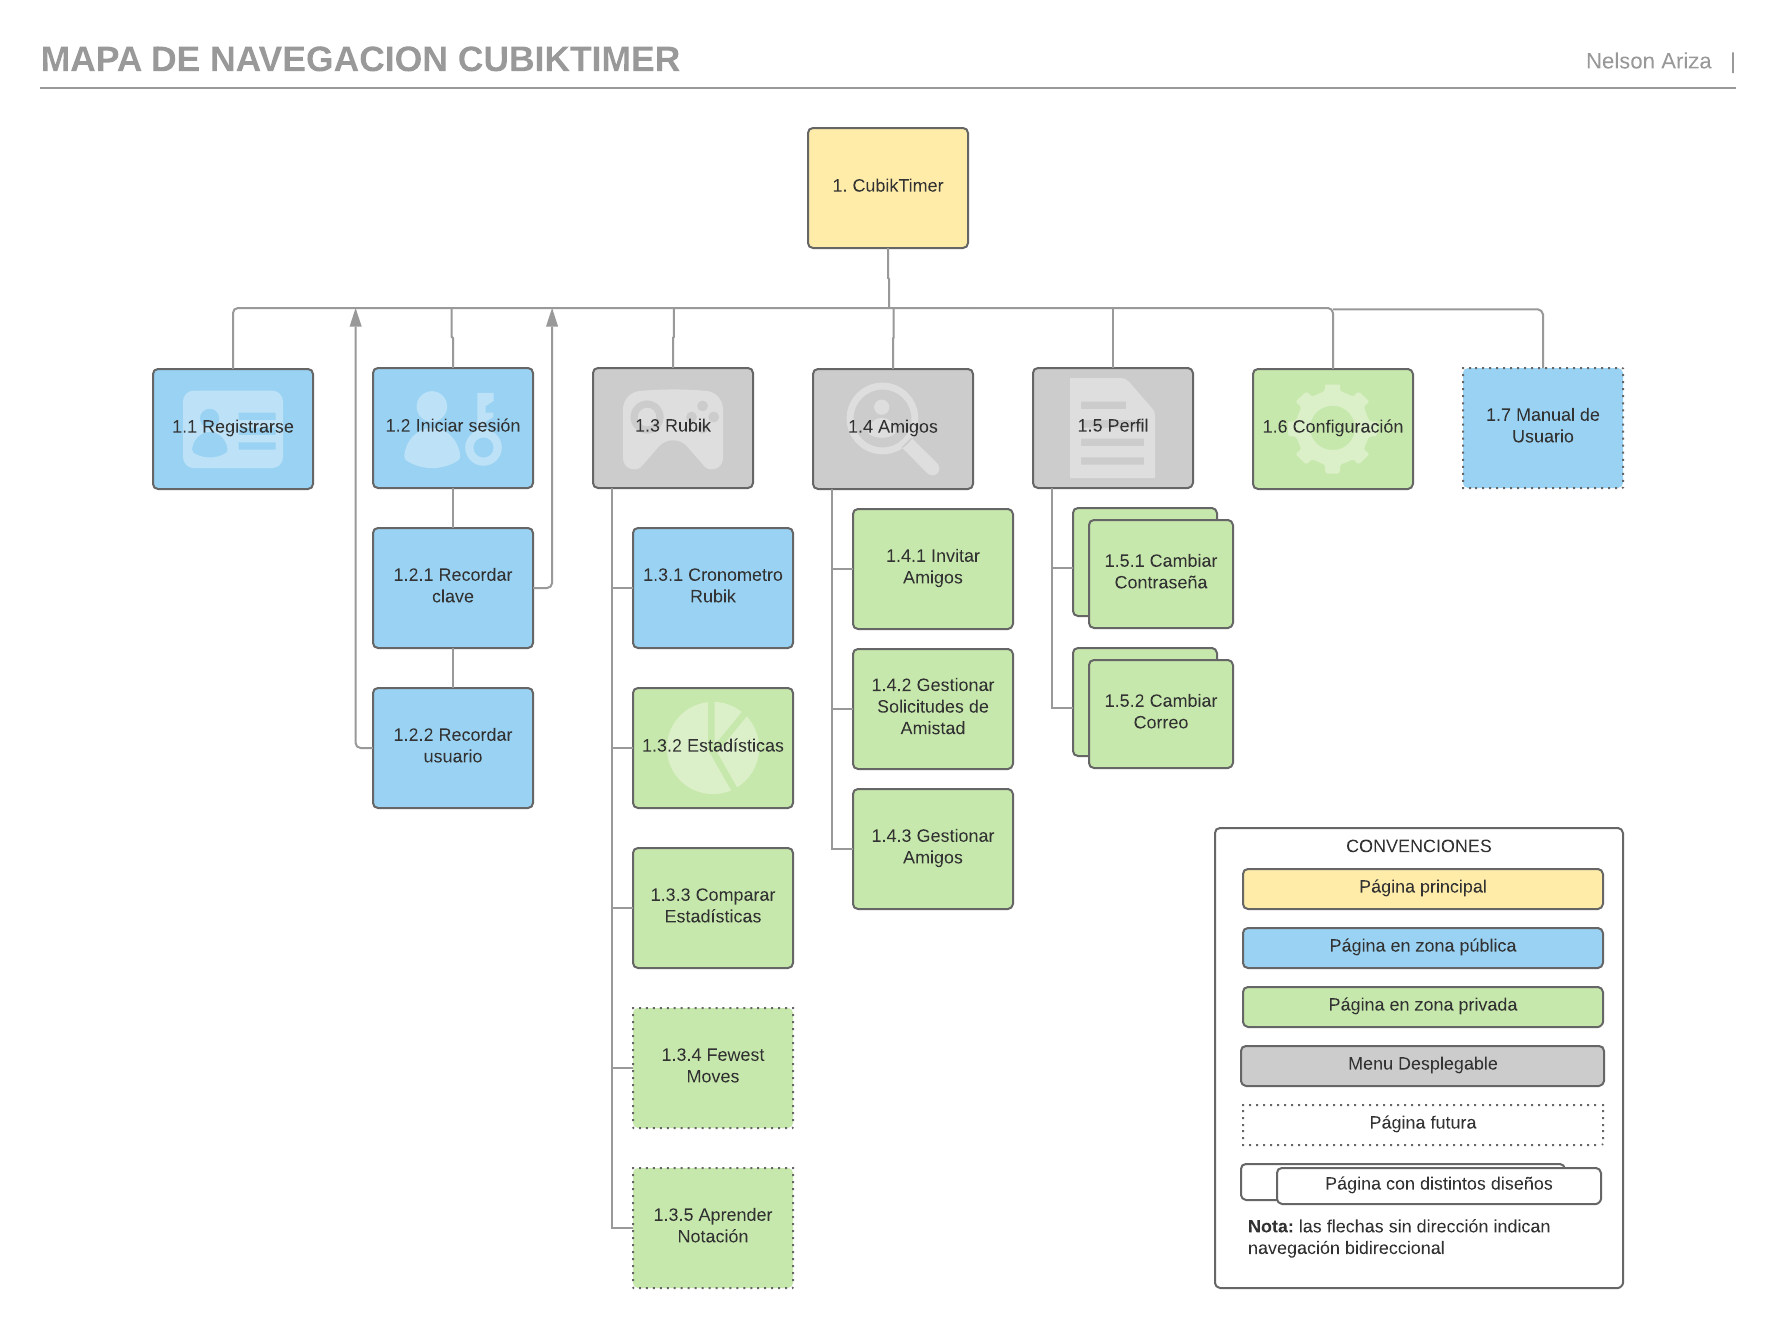 MAPA DE NAVEGACION CUBIKTIMER
Nelson Ariza |
1. CubikTimer
1.1 Registrarse
1.2 Iniciar sesión
1.3 Rubik
1.4 Amigos
1.5 Perfil
1.6 Configuración
1.7 Manual de
Usuario
1.2.1 Recordar
clave
1.2.2 Recordar
usuario
1.3.1 Cronometro
Rubik
1.3.2 Estadísticas
1.3.3 Comparar
Estadísticas
1.3.4 Fewest
Moves
1.3.5 Aprender
Notación
1.4.1 Invitar
Amigos
1.4.2 Gestionar
Solicitudes de
Amistad
1.4.3 Gestionar
Amigos
1.5.1 Cambiar
Contraseña
1.5.2 Cambiar
Correo
CONVENCIONES
Página principal
Página en zona pública
Página en zona privada
Menu Desplegable
Página futura
Página con distintos diseños
Nota: las flechas sin dirección indican
navegación bidireccional